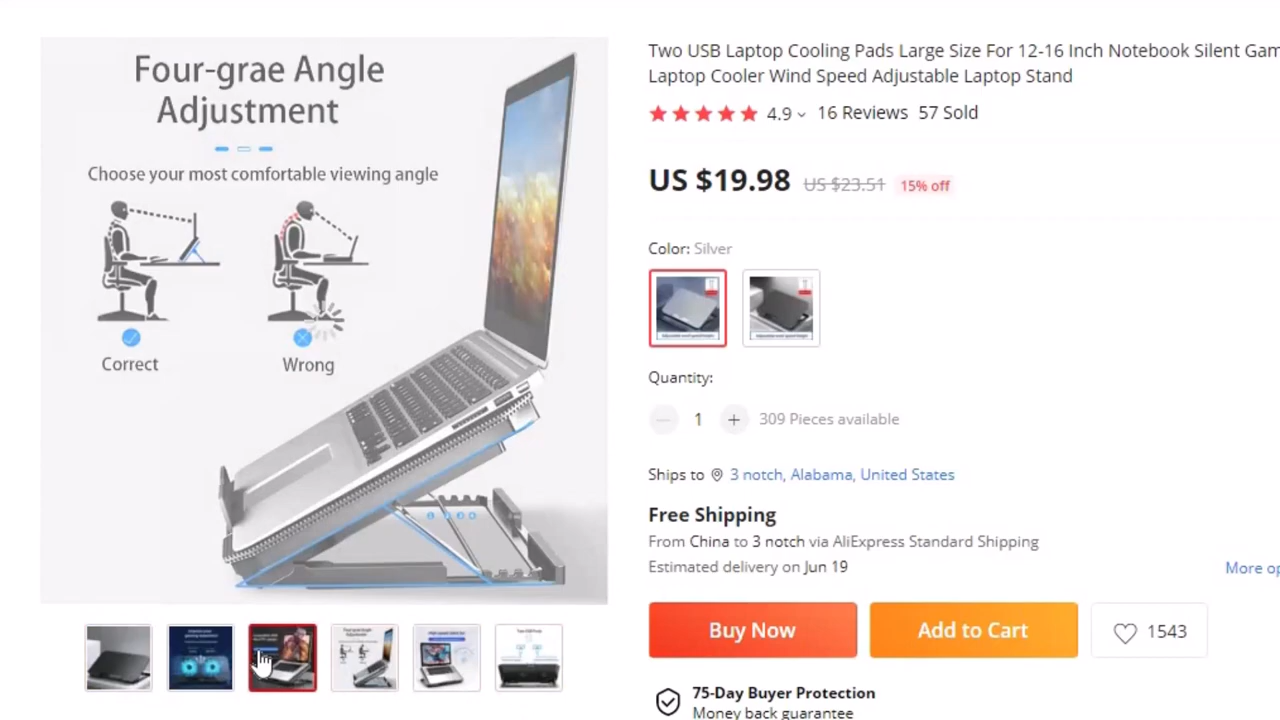 Four-grae Angle
Adjustment
Choose your most comfortable viewing angle
Correct
Wrong
Two USB Laptop Cooling Pads Large Size For 12-16 Inch Notebook Silent Gam
Laptop Cooler Wind Speed Adjustable Laptop Stand
4.9 16 Reviews 57 Sold
US $19.98 US $23.51 15% off
Color: Silver
Quantity:
1 309 Pieces available
Ships to 3 notch, Alabama, United States
Free Shipping
From China to 3 notch via AliExpress Standard Shipping
Estimated delivery on Jun 19
More op
Buy Now
Add to Cart
1543
75-Day Buyer Protection
Money back guarantee